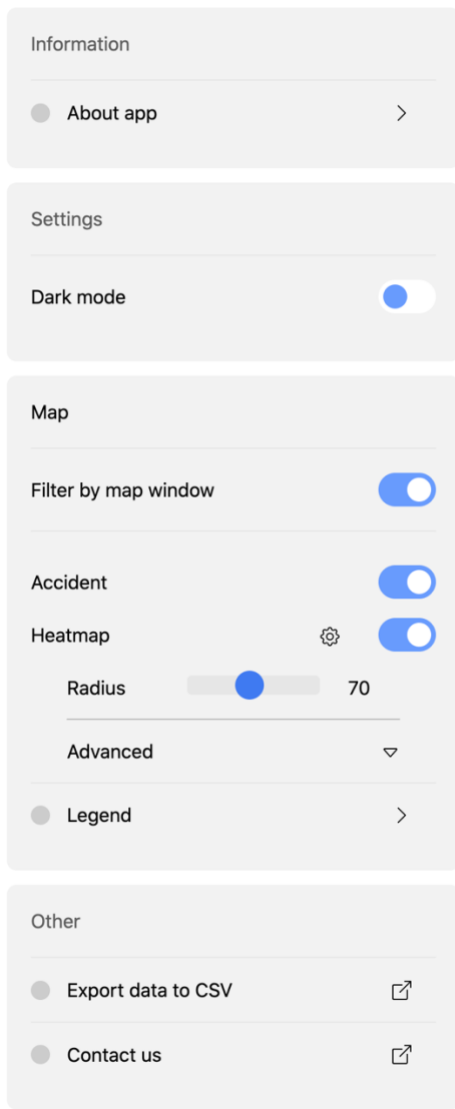 Information
About app
Settings
Dark mode
Map
Filter by map window
Accident
Heatmap
Radius 70
Advanced
Legend
Other
Export data to CSV
Contact us